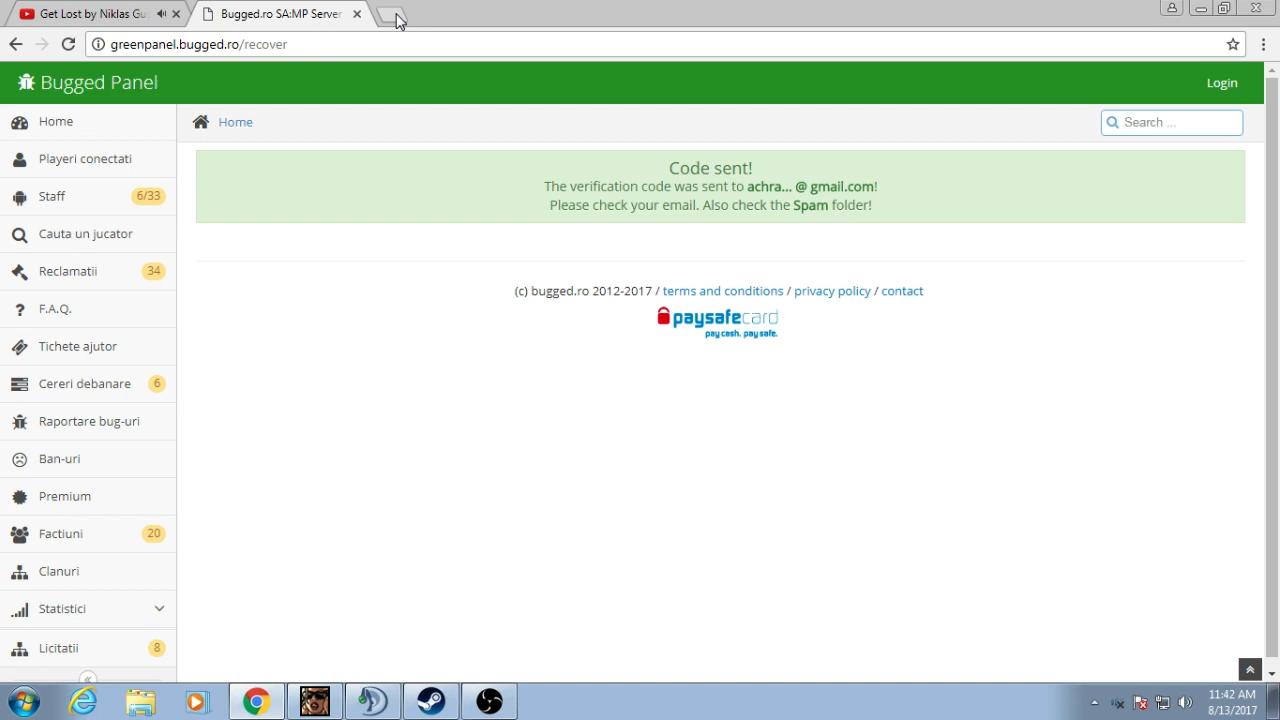 Get Lost by Niklas Gu
Bugged.ro SA:MP Server
greenpanel.bugged.ro/recover
Bugged Panel
Login
Home
Home
Search ...
Code sent!
The verification code was sent to achra... @ gmail.com!
Please check your email. Also check the Spam folder!
Playeri conectati
Staff 6/33
Cauta un jucator
Reclamatii 34
F.A.Q.
Tichete ajutor
Cereri debanare 6
Raportare bug-uri
Ban-uri
Premium
Factiuni 20
Clanuri
Statistici
Licitatii 8
(c) bugged.ro 2012-2017 / terms and conditions / privacy policy / contact
paysafecard
pay cash. pay safe.
11:42 AM
8/13/2017